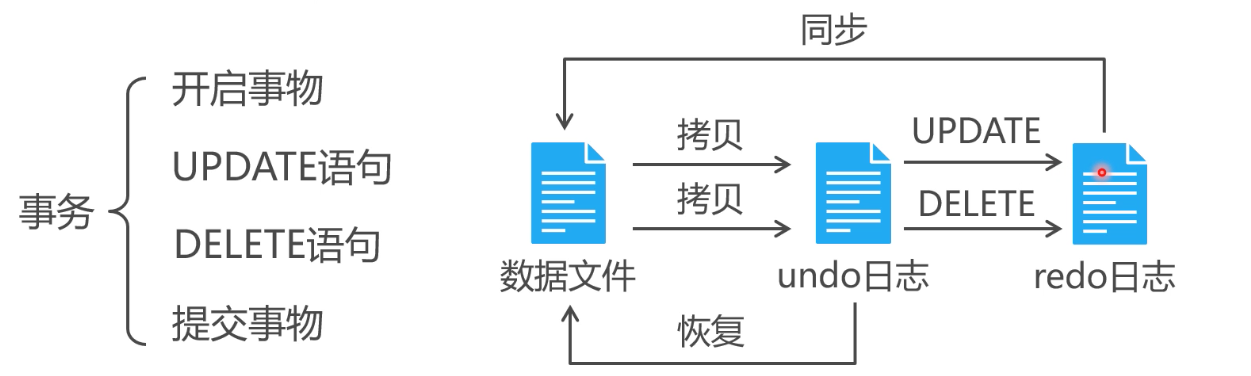 事务
开启事物
UPDATE语句
DELETE语句
提交事物
同步
拷贝
UPDATE
拷贝
DELETE
数据文件
undo日志
redo日志
恢复